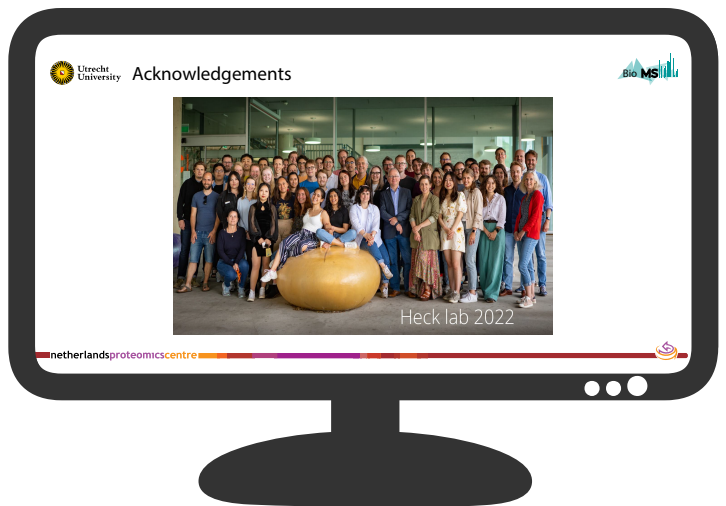 Utrecht
University
Acknowledgements
Bio MS
Heck lab 2022
netherlandsproteomicscentre